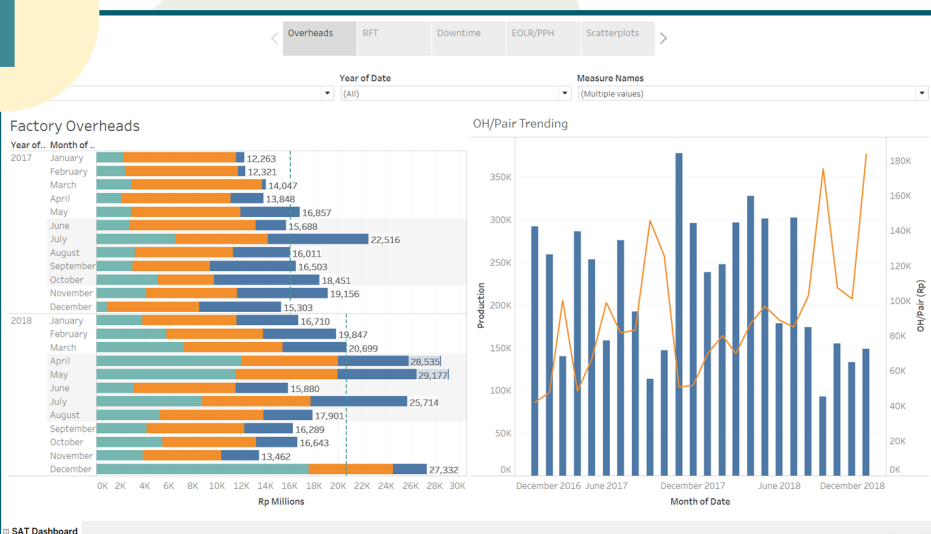 Overheads RFT Downtime EOLR/PPH Scatterplots
Year of Date Measure Names
(All) (Multiple values)
Factory Overheads
Year of.. Month of ..
2017 January 12,263
February 12,321
March 14,047
April 13,848
May 16,857
June 15,688
July 22,516
August 16,011
September 16,503
October 18,451
November 19,156
December 15,303
2018 January 16,710
February 19,847
March 20,699
April 28,535
May 29,177
June 15,880
July 25,714
August 17,901
September 16,289
October 16,643
November 13,462
December 27,332
0K 2K 4K 6K 8K 10K 12K 14K 16K 18K 20K 22K 24K 26K 28K 30K
Rp Millions
OH/Pair Trending
Production
350K
300K
250K
200K
150K
100K
50K
0K
180K
160K
140K
120K
100K
80K
60K
40K
20K
0K
OH/Pair (Rp)
December 2016 June 2017 December 2017 June 2018 December 2018
Month of Date
SAT Dashboard